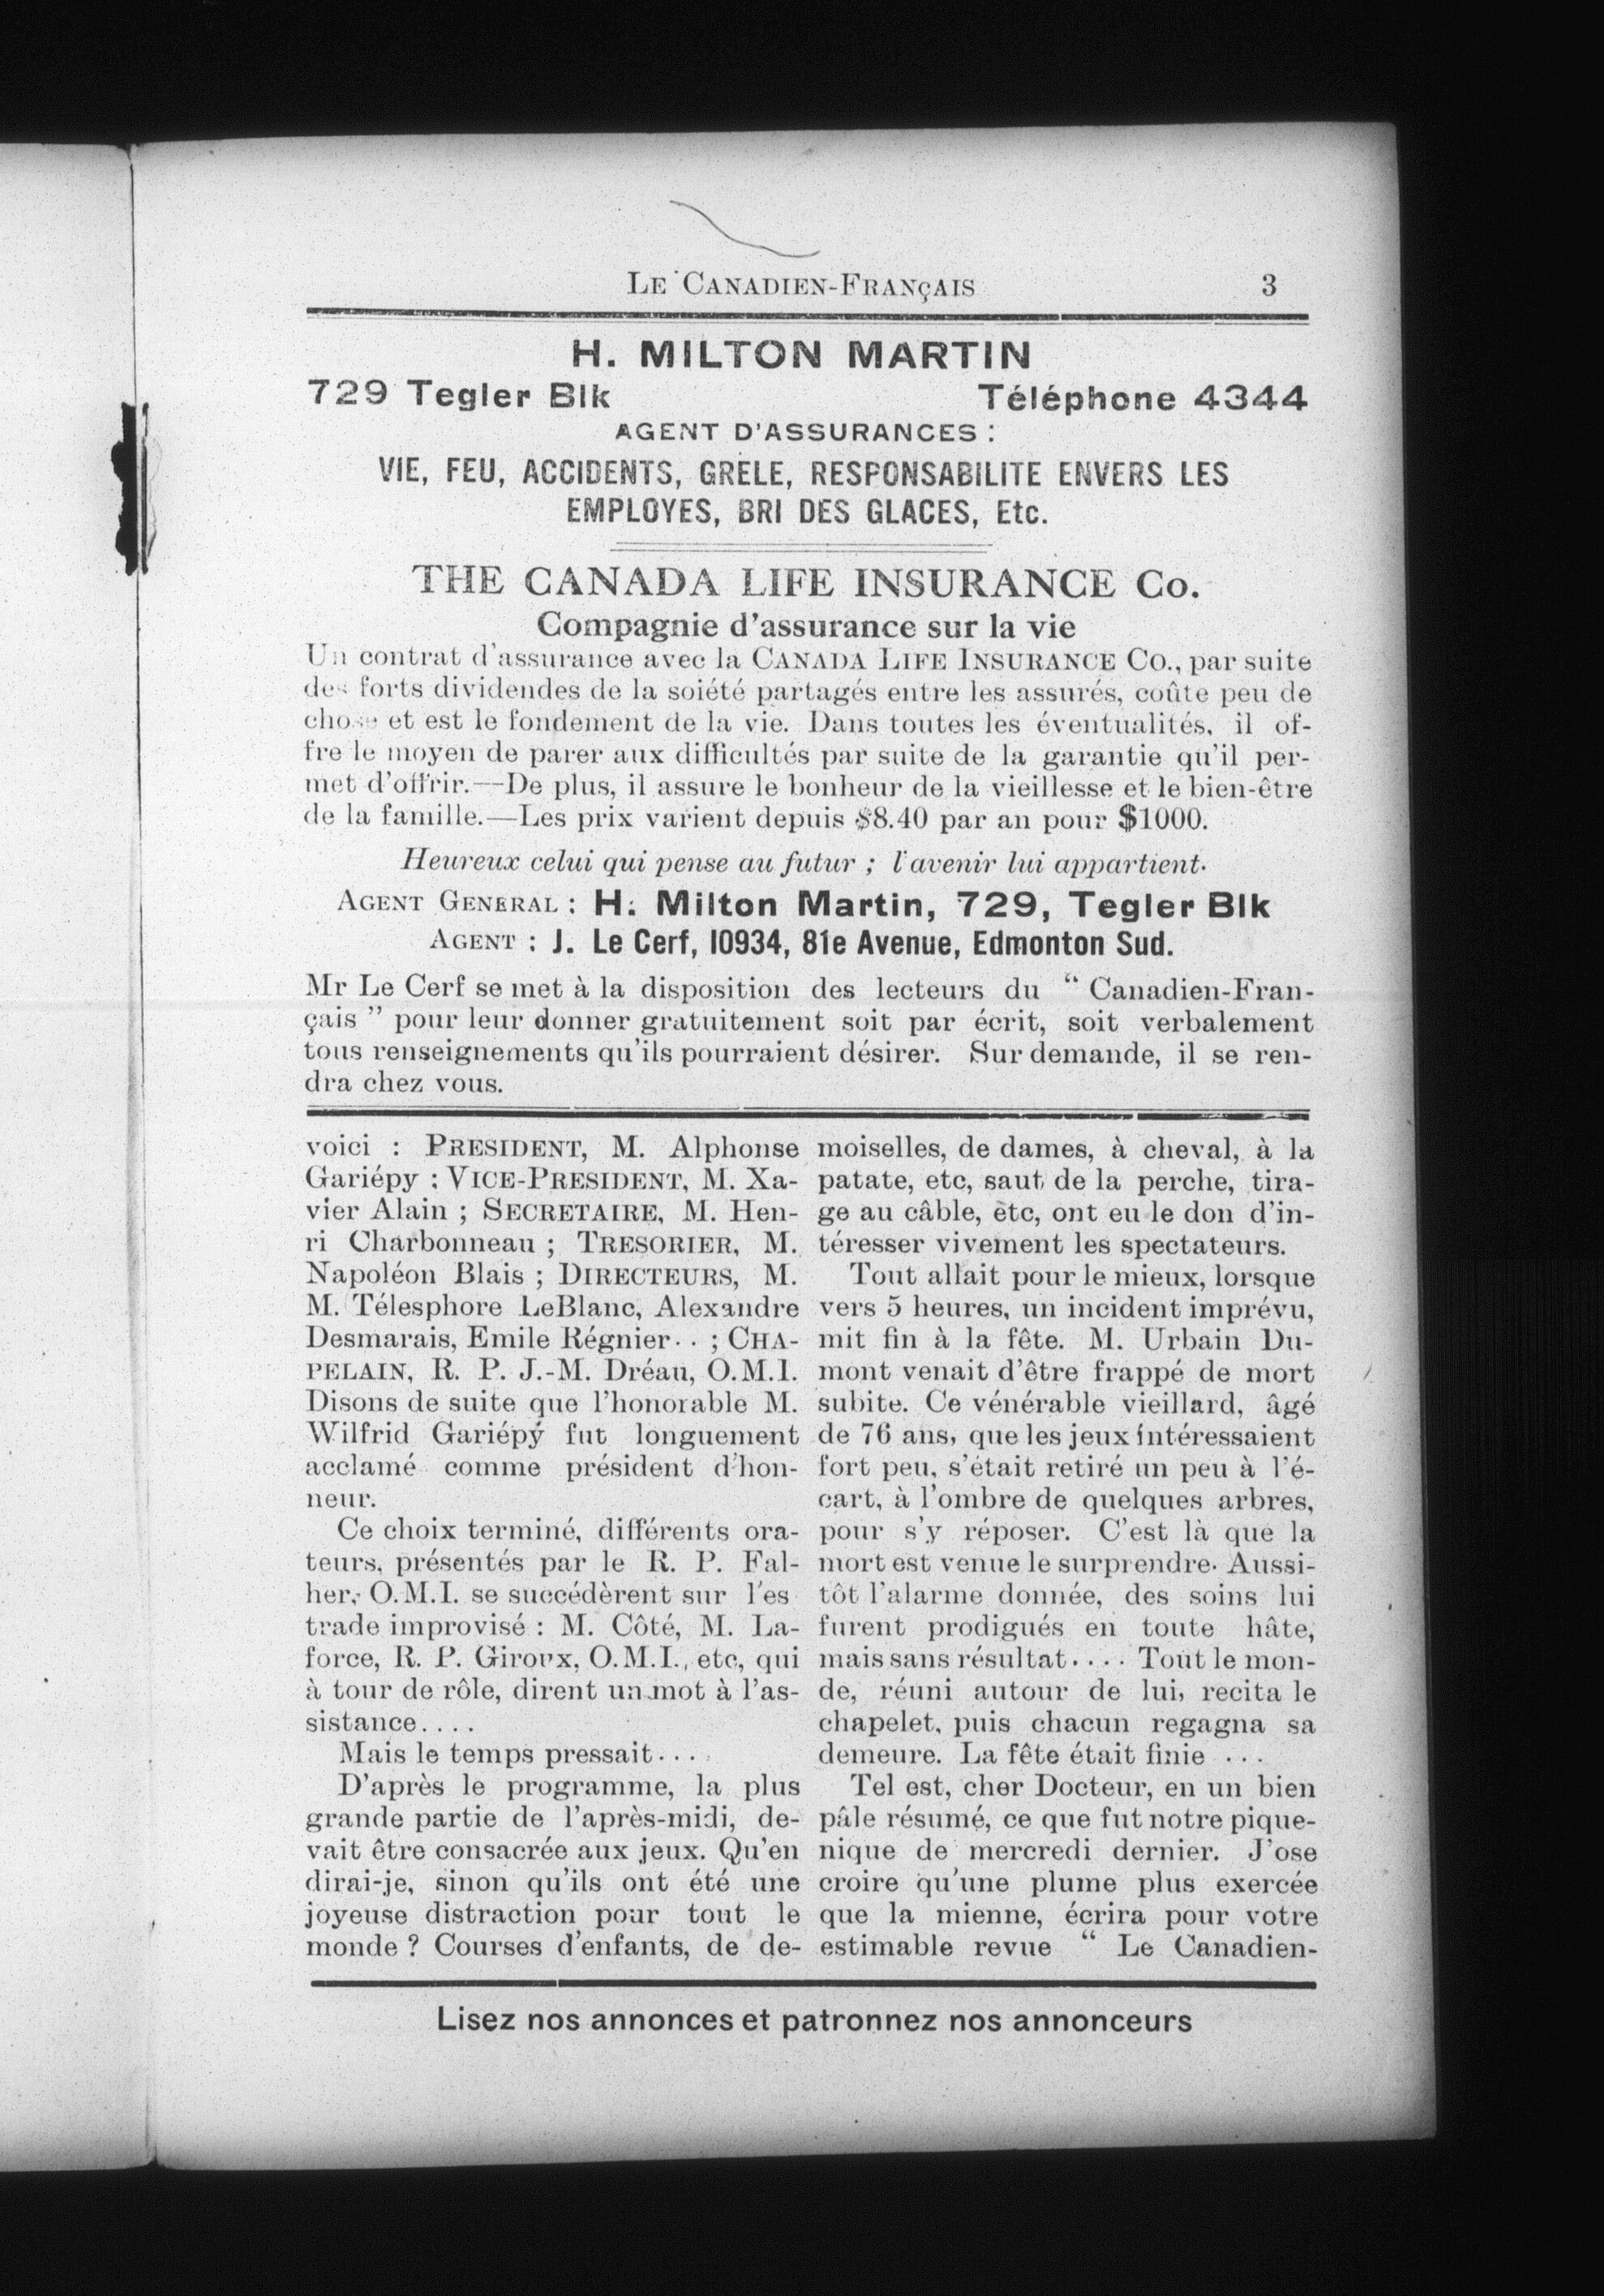 LE CANADIEN-FRANÇAIS 3
H. MILTON MARTIN
729 Tegler Blk Téléphone 4344
AGENT D'ASSURANCES :
VIE, FEU, ACCIDENTS, GRÈLE, RESPONSABILITE ENVERS LES
EMPLOYES, BRI DES GLACES, Etc.
THE CANADA LIFE INSURANCE Co.
Compagnie d'assurance sur la vie
Un contrat d'assurance avec la CANADA LIFE INSURANCE CO., par suite
des forts dividendes de la soiété partagés entre les assurés, coûte peu de
chose et est le fondement de la vie. Dans toutes les éventualités, il of-
fre le moyen de parer aux difficultés par suite de la garantie qu'il per-
met d'offrir.—De plus, il assure le bonheur de la vieillesse et le bien-être
de la famille.—Les prix varient depuis $8.40 par an pour $1000.
Heureux celui qui pense au futur ; l'avenir lui appartient.
AGENT GENERAL : H. Milton Martin, 729, Tegler Blk
AGENT : J. Le Cerf, 10934, 81e Avenue, Edmonton Sud.
Mr Le Cerf se met à la disposition des lecteurs du " Canadien-Fran-
çais " pour leur donner gratuitement soit par écrit, soit verbalement
tous renseignements qu'ils pourraient désirer. Sur demande, il se ren-
dra chez vous.
voici : PRESIDENT, M. Alphonse
Gariépy ; VICE-PRESIDENT, M. Xa-
vier Alain ; SECRETAIRE, M. Hen-
ri Charbonneau ; TRESORIER, M.
Napoléon Blais ; DIRECTEURS, M.
M. Télesphore LeBlanc, Alexandre
Desmarais, Emile Régnier. . ; CHA-
PELAIN, R. P. J.-M. Dréau, O.M.I.
Disons de suite que l'honorable M.
Wilfrid Gariépy fut longuement
acclamé comme président d'hon-
neur.
Ce choix terminé, différents ora-
teurs, présentés par le R. P. Fal-
her, O.M.I. se succédèrent sur l'es
trade improvisé : M. Côté, M. La-
force, R. P. Giroux, O.M.I., etc, qui
à tour de rôle, dirent un mot à l'as-
sistance....
Mais le temps pressait....
D'après le programme, la plus
grande partie de l'après-midi, de-
vait être consacrée aux jeux. Qu'en
dirai-je, sinon qu'ils ont été une
joyeuse distraction pour tout le
monde ? Courses d'enfants, de de-
moiselles, de dames, à cheval, à la
patate, etc, saut de la perche, tira-
ge au câble, ètc, ont eu le don d'in-
téresser vivement les spectateurs.
Tout allait pour le mieux, lorsque
vers 5 heures, un incident imprévu,
mit fin à la fête. M. Urbain Du-
mont venait d'être frappé de mort
subite. Ce vénérable vieillard, âgé
de 76 ans, que les jeux intéressaient
fort peu, s'était retiré un peu à l'é-
cart, à l'ombre de quelques arbres,
pour s'y réposer. C'est là que la
mort est venue le surprendre. Aussi-
tôt l'alarme donnée, des soins lui
furent prodigués en toute hâte,
mais sans résultat.... Tout le mon-
de, réuni autour de lui, recita le
chapelet, puis chacun regagna sa
demeure. La fête était finie ...
Tel est, cher Docteur, en un bien
pâle résumé, ce que fut notre pique-
nique de mercredi dernier. J'ose
croire qu'une plume plus exercée
que la mienne, écrira pour votre
estimable revue " Le Canadien-
Lisez nos annonces et patronnez nos annonceurs